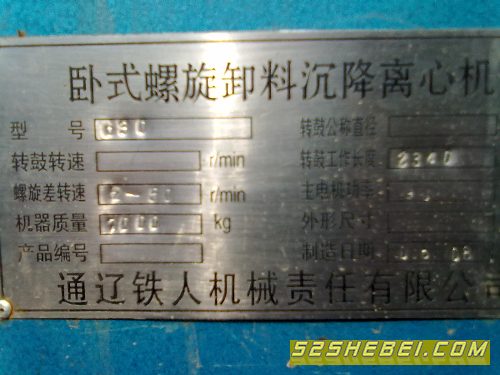 卧式螺旋卸料沉降离心机
型 号 转鼓公称直径
转鼓转速 r/min 转鼓工作长度 2340
螺旋差转速 r/min 主电机功率
机器质量 kg 外形尺寸
产品编号 制造日期
通辽铁人机械责任有限公司
52SHEBEI.COM